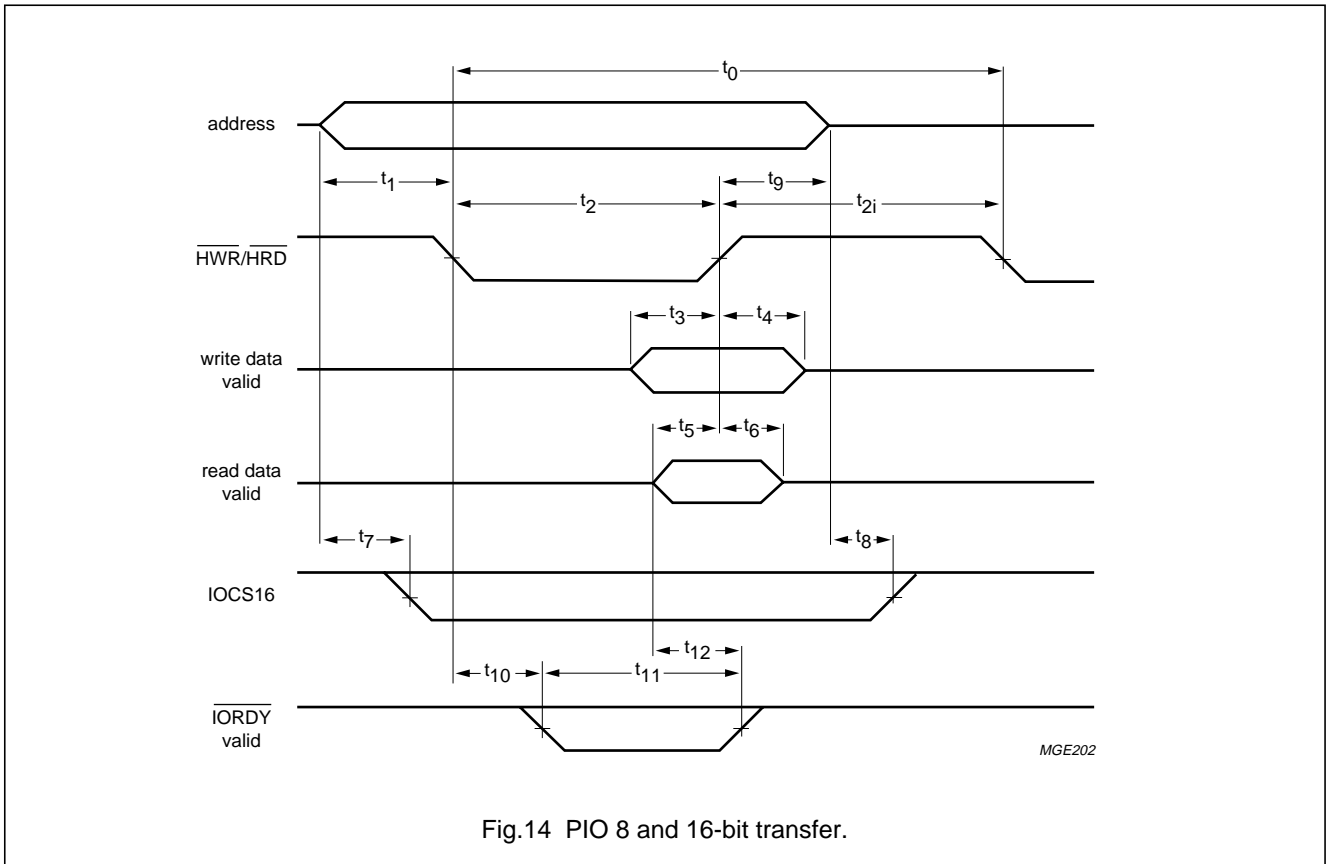 t0
address
t1
t9
t2
t2i
HWR/HRD
t3
t4
write data
valid
t5
t6
read data
valid
t7
t8
IOCS16
t12
t10
t11
IORDY
valid
MGE202
Fig.14 PIO 8 and 16-bit transfer.